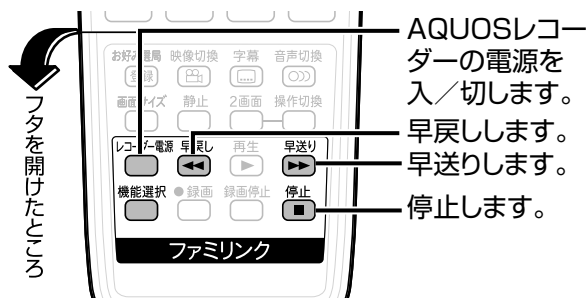 お好み選局 映像切換 字幕 音声切換
登録
画面サイズ 静止 2画面 操作切換
レコーダー電源 早戻し 再生 早送り
機能選択 ●録画 録画停止 停止
ファミリンク
フタを開けたところ
AQUOSレコー
ダーの電源を
入／切します。
早戻しします。
早送りします。
停止します。